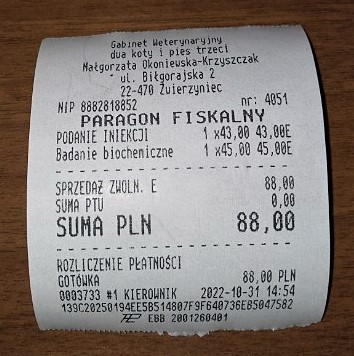 Gabinet Weterynaryjny
dwa koty i pies trzeci
Małgorzata Okoniewska-Krzyszczak
ul. Biłgorajska 2
22-470 Zwierzyniec
NIP 8882818852 nr: 4051
PARAGON FISKALNY
PODANIE INIEKCJI 1 x43,00 43,00E
Badanie biochemiczne 1 x45,00 45,00E
SPRZEDAŻ ZWOLN. E 88,00
SUMA PTU 0,00
SUMA PLN 88,00
ROZLICZENIE PŁATNOŚCI
GOTÓWKA 88,00 PLN
0003733 #1 KIEROWNIK 2022-10-31 14:54
139C20250194EE5B514807F9F640736EB5047582
EBB 2001260401